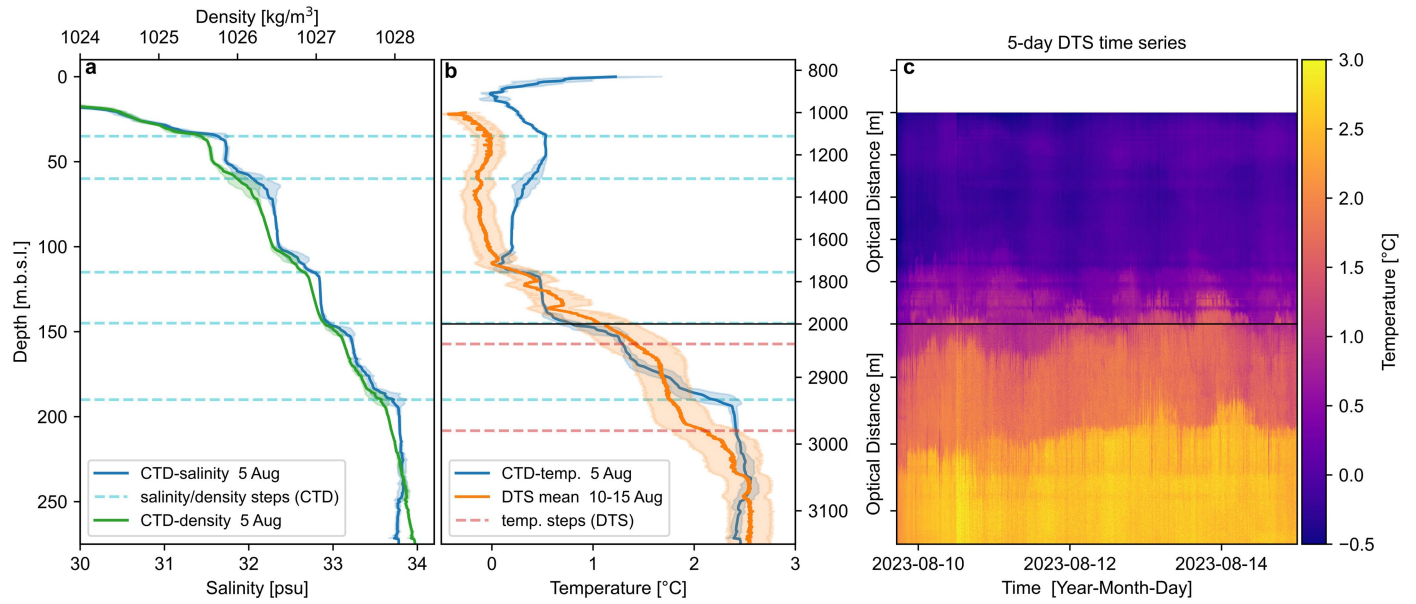 Density [kg/m³]
1024 1025 1026 1027 1028
a
0
50
100
150
200
250
Depth [m.b.s.l.]
CTD-salinity 5 Aug
salinity/density steps (CTD)
CTD-density 5 Aug
30 31 32 33 34
Salinity [psu]
b
800
1000
1200
1400
1600
1800
2000
2900
3000
3100
CTD-temp. 5 Aug
DTS mean 10-15 Aug
temp. steps (DTS)
0 1 2 3
Temperature [°C]
5-day DTS time series
c
Optical Distance [m]
Optical Distance [m]
2023-08-10 2023-08-12 2023-08-14
Time [Year-Month-Day]
3.0
2.5
2.0
1.5
1.0
0.5
0.0
−0.5
Temperature [°C]